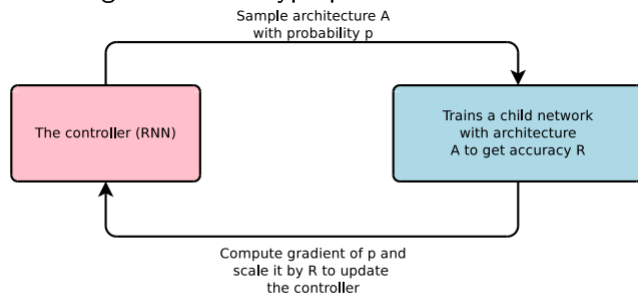 Sample architecture A
with probability p
The controller (RNN)
Trains a child network
with architecture
A to get accuracy R
Compute gradient of p and
scale it by R to update
the controller